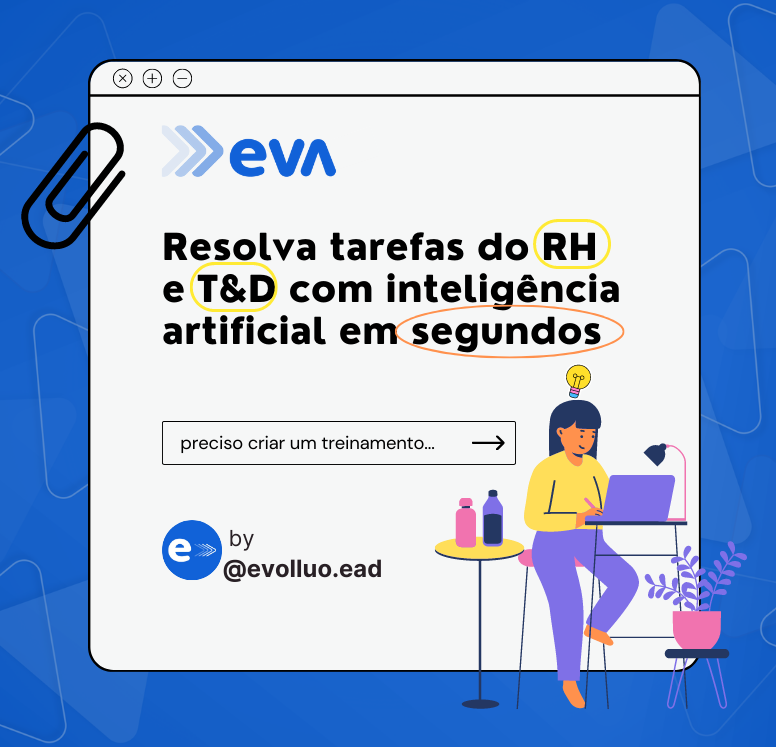 eva
Resolva tarefas do RH
e T&D com inteligência
artificial em segundos
preciso criar um treinamento...
e
by
@evolluo.ead